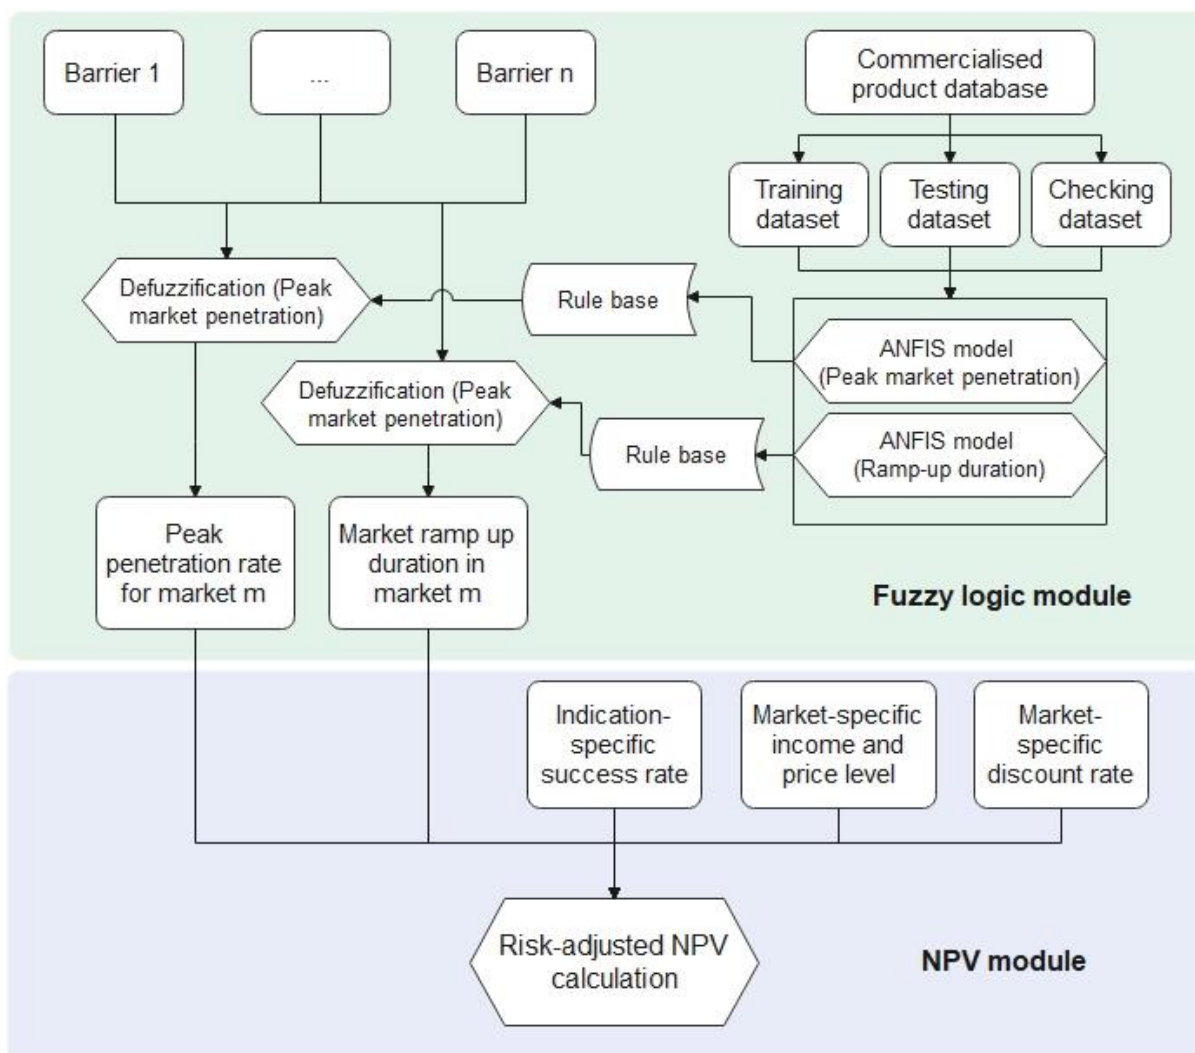 Barrier 1
...
Barrier n
Commercialised
product database
Training
dataset
Testing
dataset
Checking
dataset
Defuzzification (Peak
market penetration)
Rule base
ANFIS model
(Peak market penetration)
Defuzzification (Peak
market penetration)
Rule base
ANFIS model
(Ramp-up duration)
Peak
penetration rate
for market m
Market ramp up
duration in
market m
Fuzzy logic module
Indication-
specific
success rate
Market-specific
income and
price level
Market-
specific
discount rate
Risk-adjusted NPV
calculation
NPV module